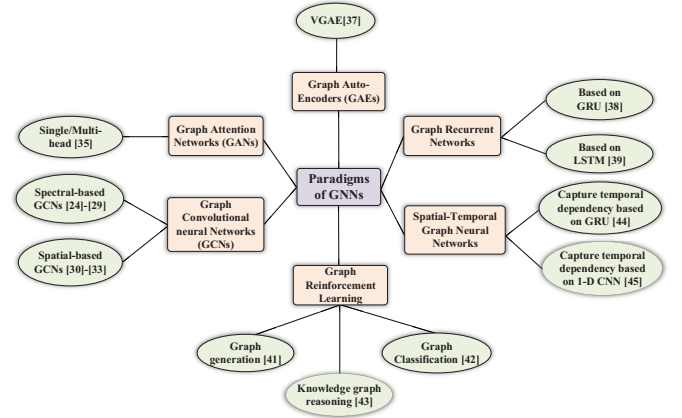 VGAE[37]
Graph Auto-
Encoders (GAEs)
Graph Attention
Networks (GANs)
Single/Multi-
head [35]
Graph Recurrent
Networks
Based on
GRU [38]
Based on
LSTM [39]
Paradigms
of GNNs
Spectral-based
GCNs [24]-[29]
Graph
Convolutional
neural Networks
(GCNs)
Spatial-based
GCNs [30]-[33]
Spatial-Temporal
Graph Neural
Networks
Capture temporal
dependency based
on GRU [44]
Capture temporal
dependency based
on 1-D CNN [45]
Graph
Reinforcement
Learning
Graph
generation [41]
Graph
Classification [42]
Knowledge graph
reasoning [43]